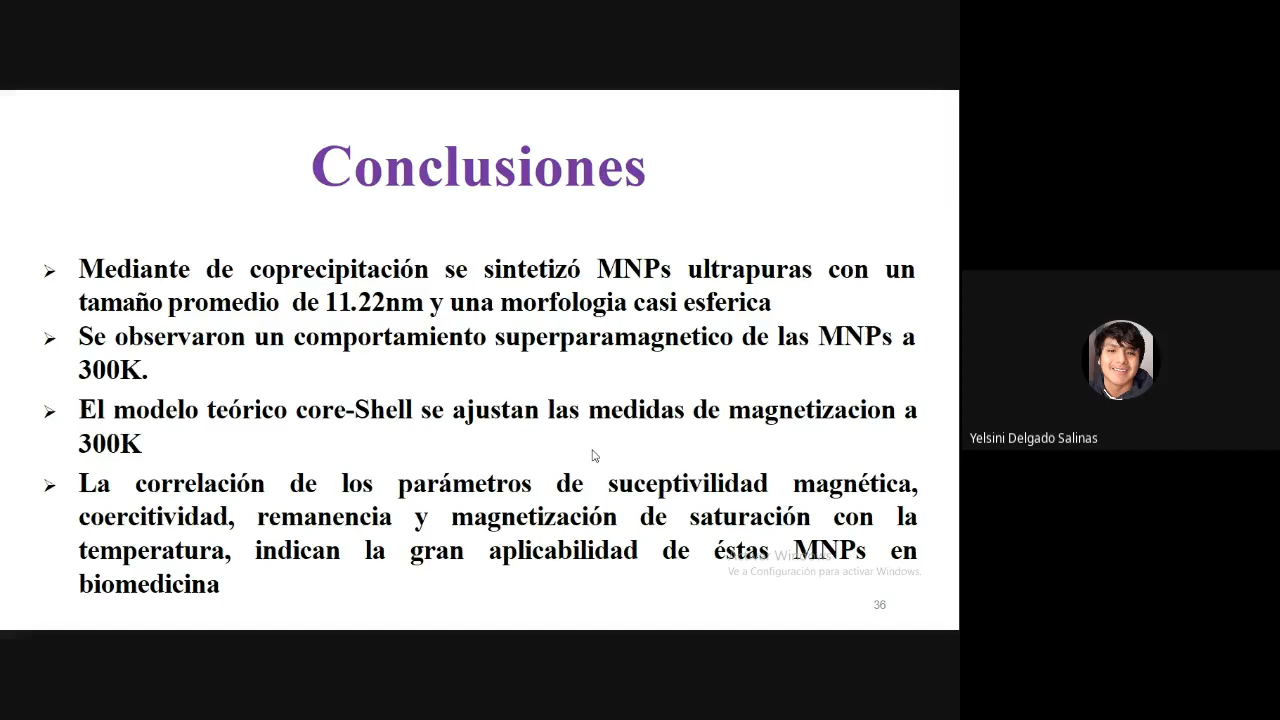 Conclusiones
➢ Mediante de coprecipitación se sintetizó MNPs ultrapuras con un
tamaño promedio de 11.22nm y una morfologia casi esferica
➢ Se observaron un comportamiento superparamagnetico de las MNPs a
300K.
➢ El modelo teórico core-Shell se ajustan las medidas de magnetizacion a
300K
➢ La correlación de los parámetros de suceptivilidad magnética,
coercitividad, remanencia y magnetización de saturación con la
temperatura, indican la gran aplicabilidad de éstas MNPs en
biomedicina
Activar Windows
Ve a Configuración para activar Windows.
36
Yelsini Delgado Salinas